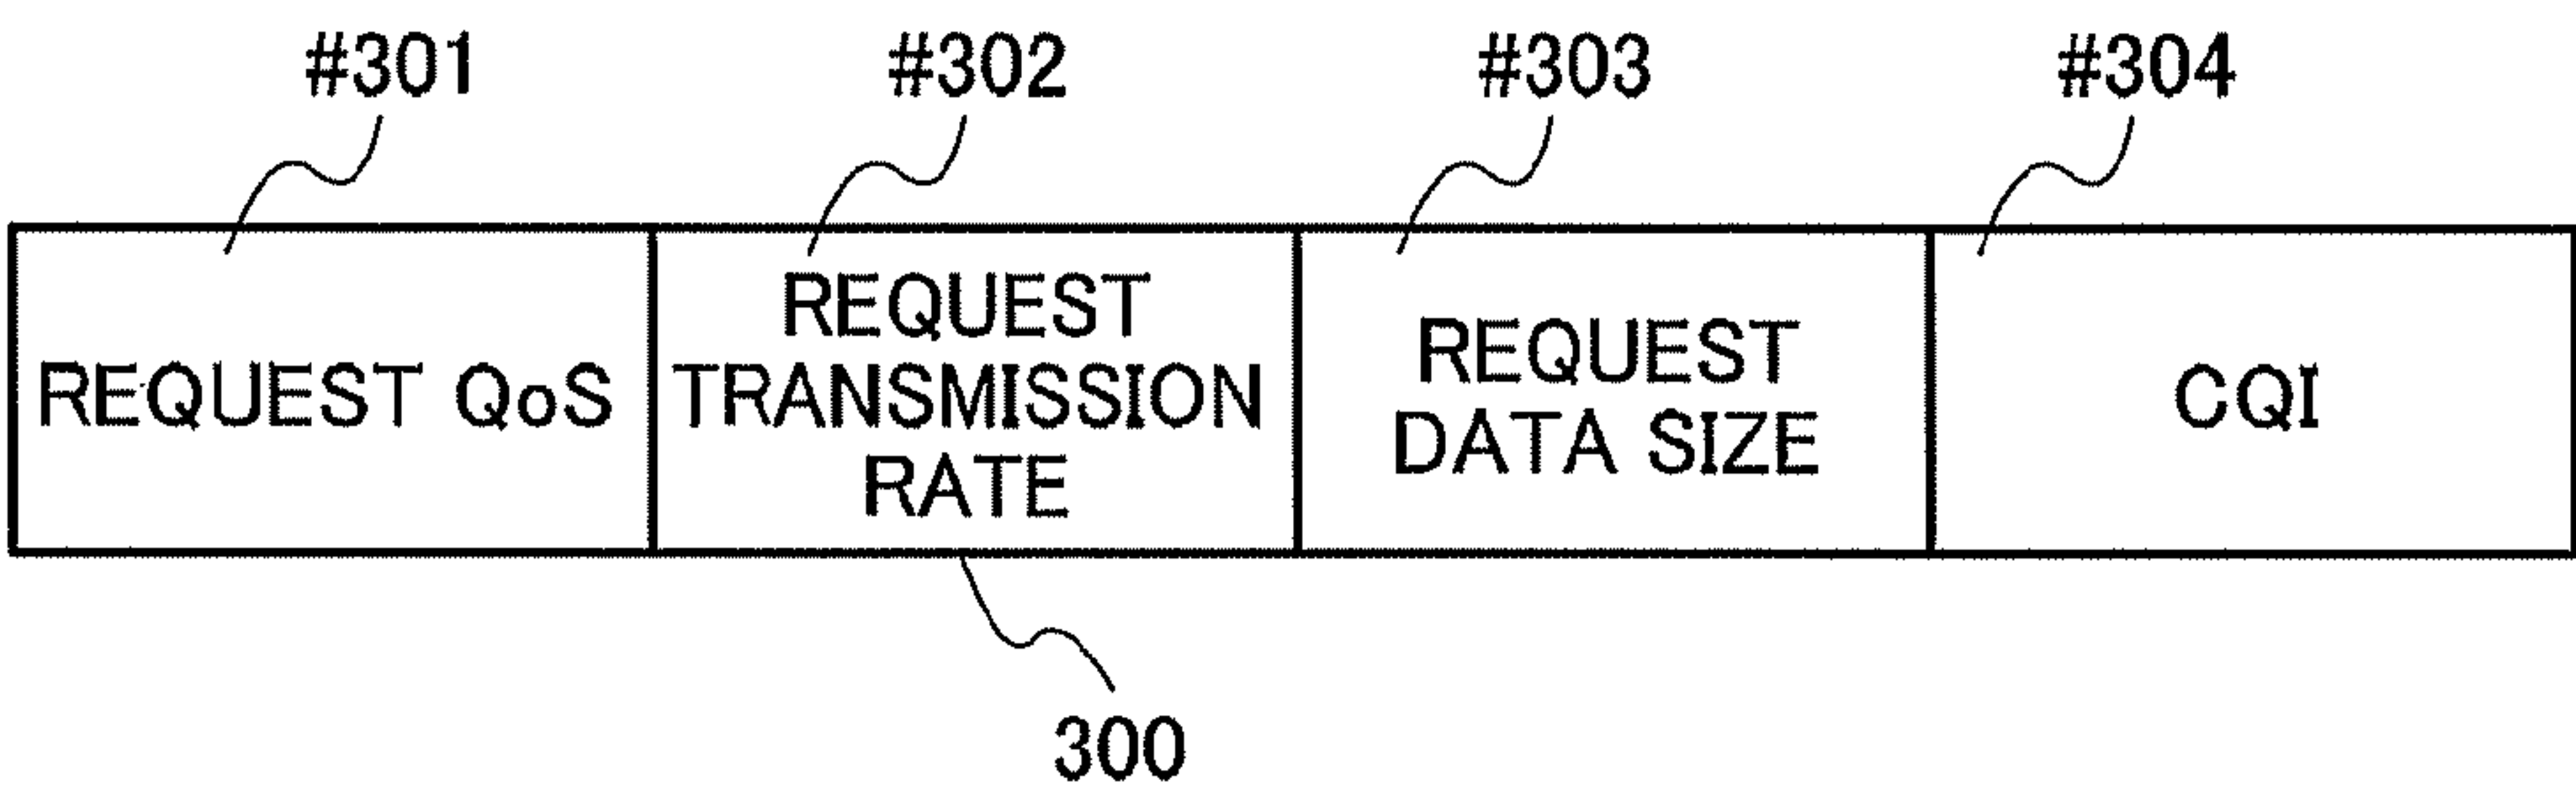 #301
#302
#303
#304
REQUEST QoS
REQUEST
TRANSMISSION
RATE
REQUEST
DATA SIZE
CQI
300